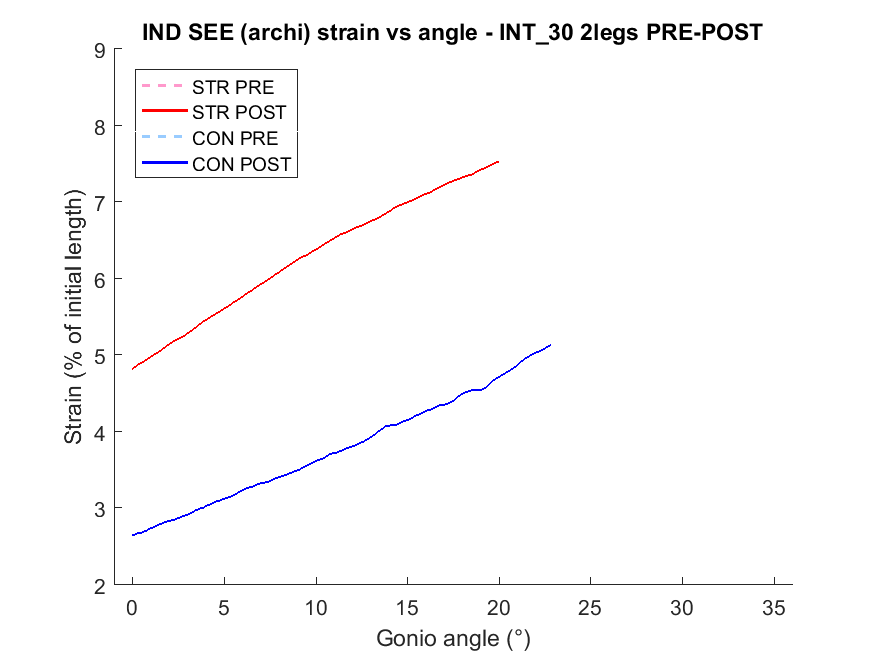 IND SEE (archi) strain vs angle - INT_30 2legs PRE-POST
STR PRE
STR POST
CON PRE
CON POST
Strain (% of initial length)
9
8
7
6
5
4
3
2
0 5 10 15 20 25 30 35
Gonio angle (°)